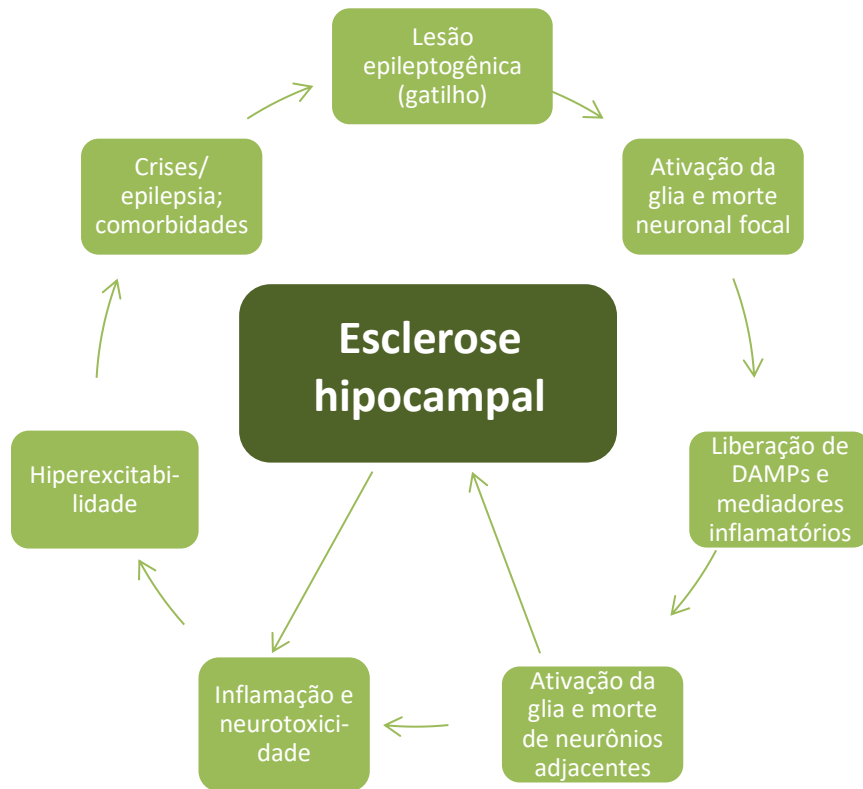 Lesão
epileptogênica
(gatilho)
Ativação da
glia e morte
neuronal focal
Liberação de
DAMPs e
mediadores
inflamatórios
Ativação da
glia e morte
de neurônios
adjacentes
Inflamação e
neurotoxici-
dade
Hiperexcitabi-
lidade
Crises/
epilepsia;
comorbidades
Esclerose
hipocampal